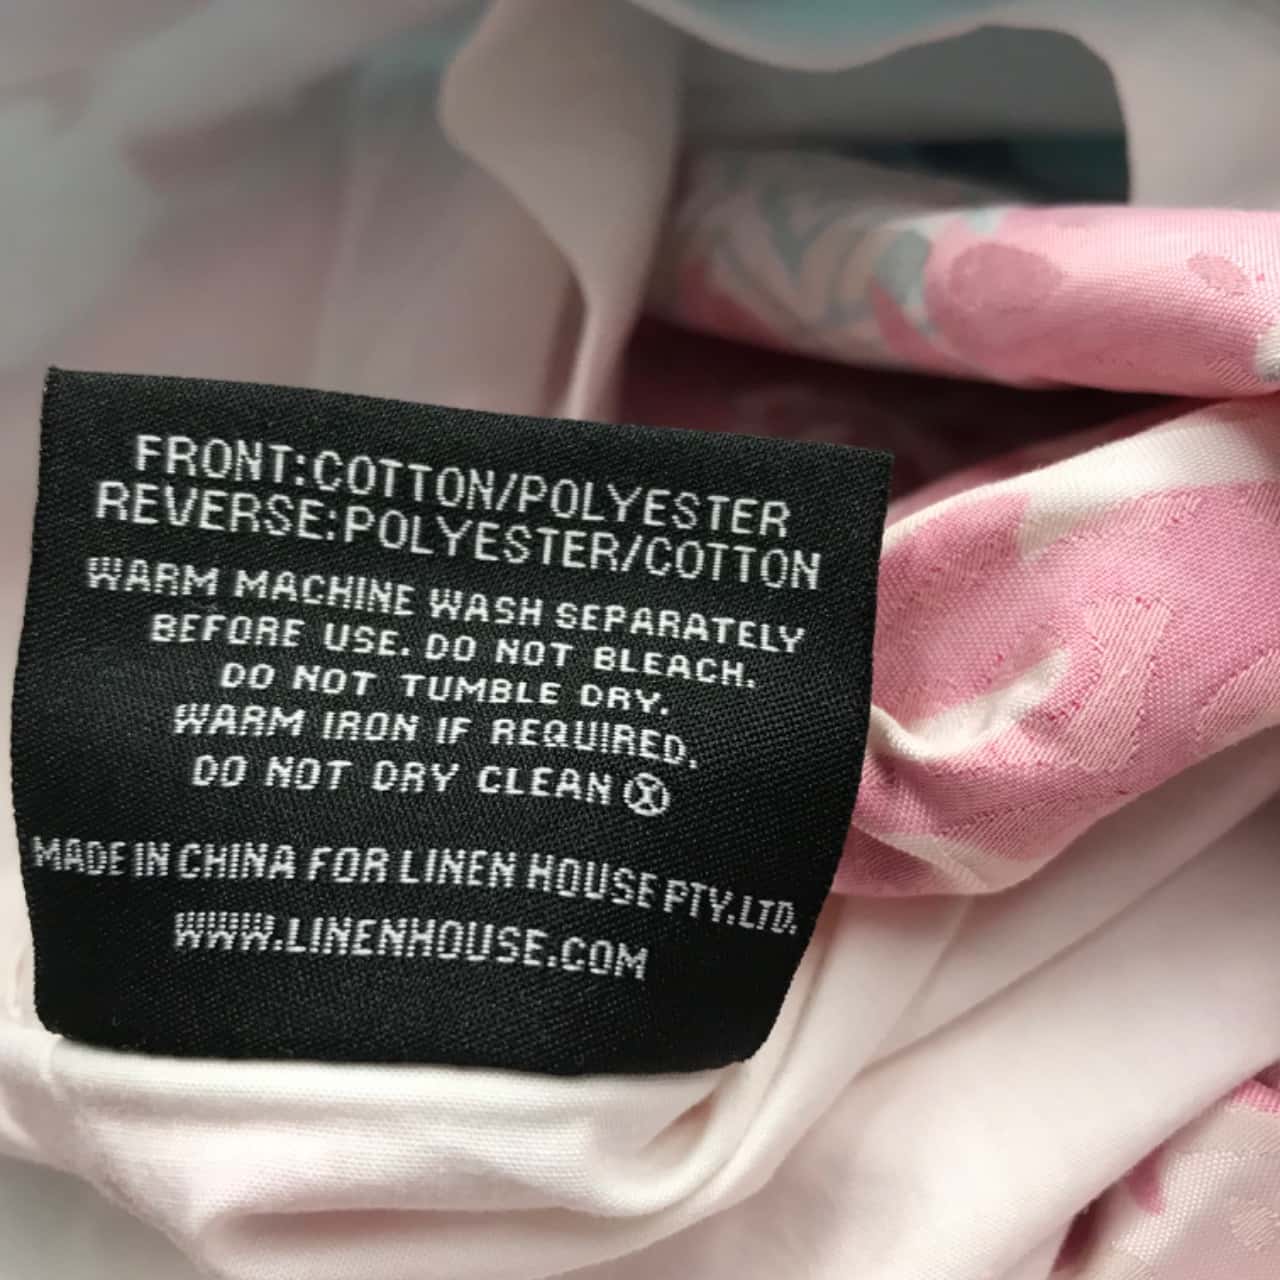 FRONT:COTTON/POLYESTER
REVERSE:POLYESTER/COTTON
WARM MACHINE WASH SEPARATELY
BEFORE USE. DO NOT BLEACH.
DO NOT TUMBLE DRY.
WARM IRON IF REQUIRED.
DO NOT DRY CLEAN
MADE IN CHINA FOR LINEN HOUSE PTY.LTD.
WWW.LINENHOUSE.COM